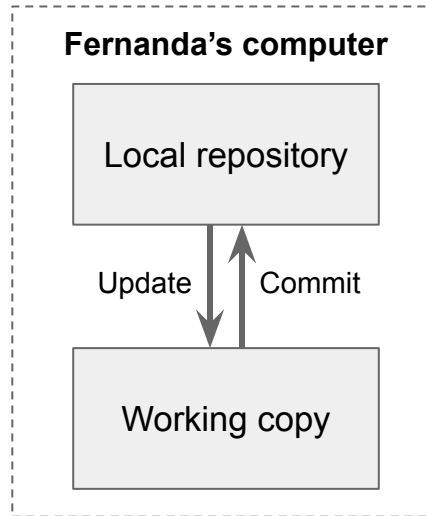 Fernanda’s computer
Local repository
Update
Commit
Working copy